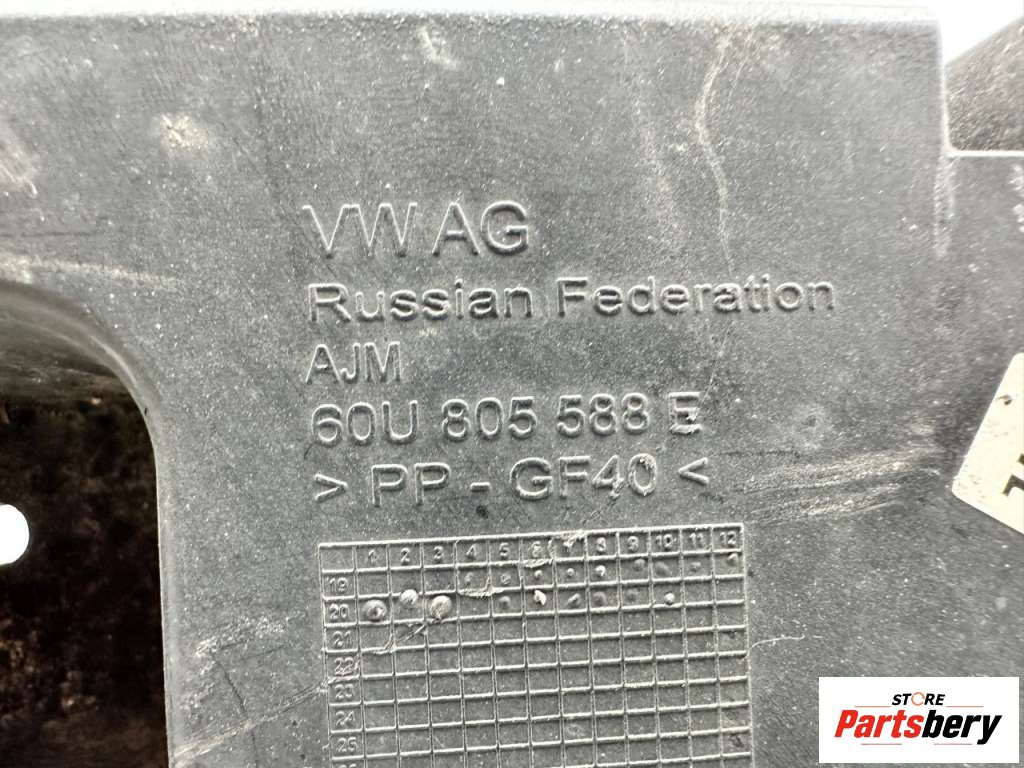 VW AG
Russian Federation
AJM
60U 805 588 E
> PP - GF40 <
1 2 3 4 5 6 7 8 9 10 11 12
19
20
21
22
23
24
25
STORE
Partsbery